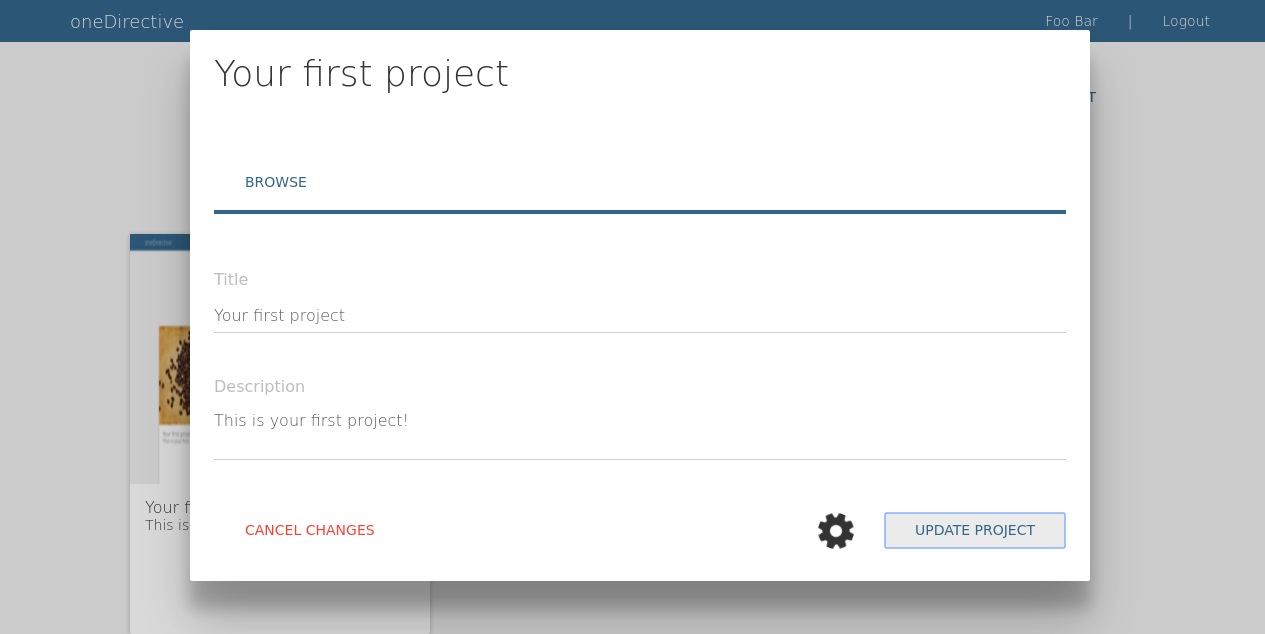 oneDirective
Foo Bar | Logout
Your first project
T
BROWSE
Title
Your first project
Description
This is your first project!
Your f
This is
CANCEL CHANGES
UPDATE PROJECT